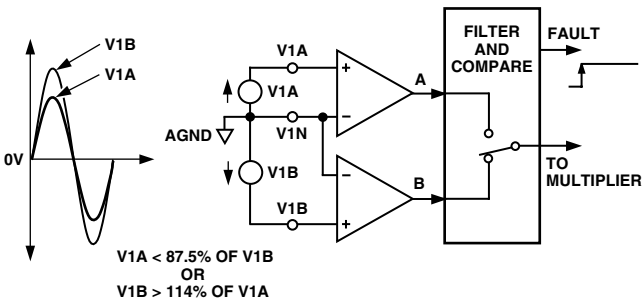 V1B
V1A
0V
V1A
V1A
AGND
V1N
V1B
V1B
A
B
FILTER
AND
COMPARE
FAULT
TO
MULTIPLIER
V1A < 87.5% OF V1B
OR
V1B > 114% OF V1A